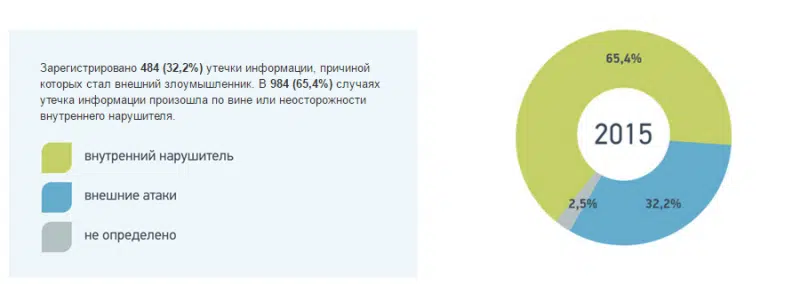 Зарегистрировано 484 (32,2%) утечки информации, причиной
которых стал внешний злоумышленник. В 984 (65,4%) случаях
утечка информации произошла по вине или неосторожности
внутреннего нарушителя.
внутренний нарушитель
внешние атаки
не определено
65,4%
2015
2,5%
32,2%